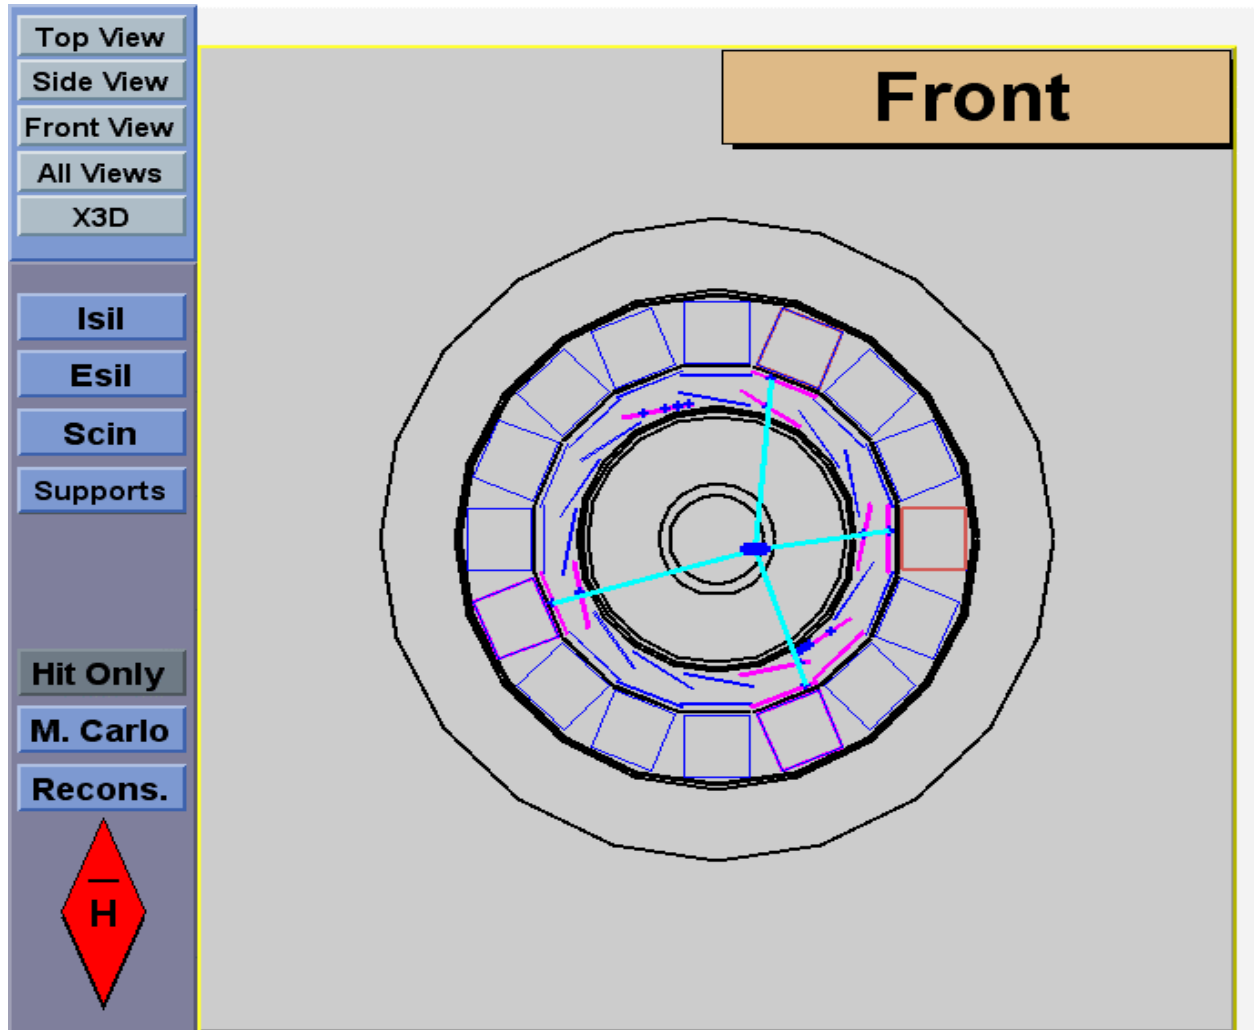 Top View
Side View
Front View
All Views
X3D
Isil
Esil
Scin
Supports
Hit Only
M. Carlo
Recons.
H̅
Front